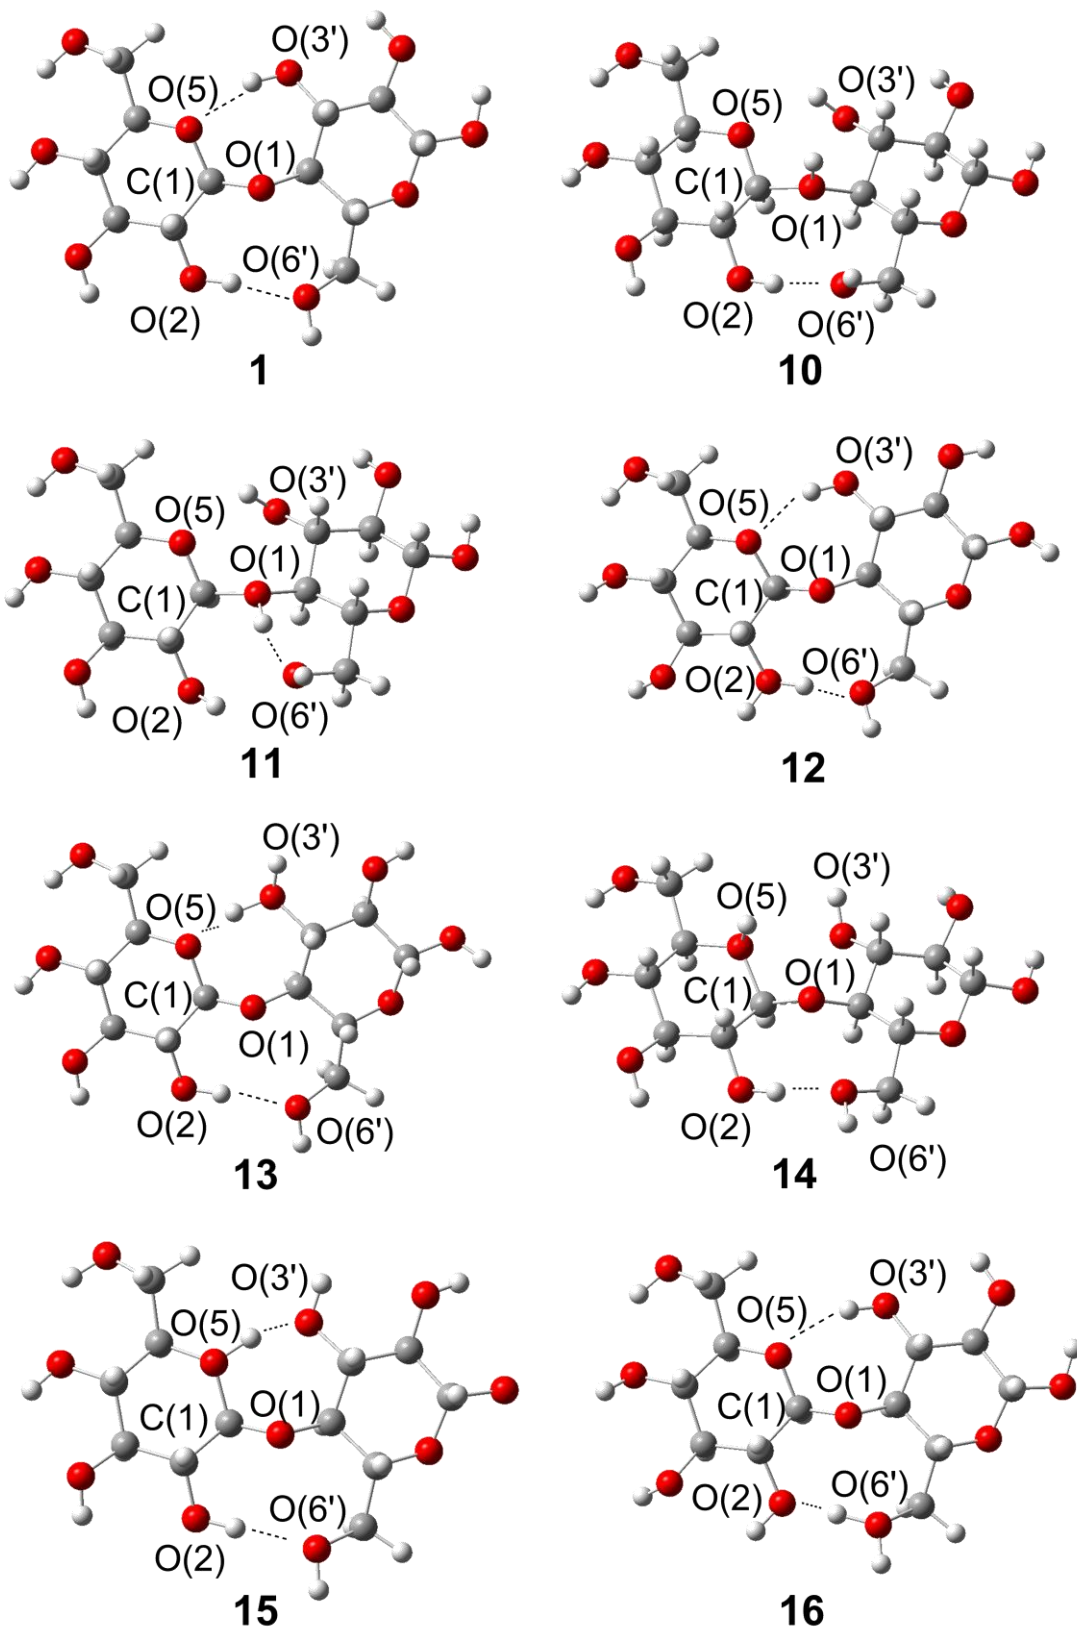 O(3')
O(5)
O(1)
C(1)
O(6')
O(2)
1
O(3')
O(5)
C(1)
O(1)
O(2)
O(6')
10
O(3')
O(5)
O(1)
C(1)
O(2)
O(6')
11
O(3')
O(5)
O(1)
C(1)
O(2)
O(6')
12
O(3')
O(5)
C(1)
O(1)
O(2)
O(6')
13
O(3')
O(5)
O(1)
C(1)
O(2)
O(6')
14
O(3')
O(5)
C(1)
O(1)
O(6')
O(2)
15
O(3')
O(5)
O(1)
C(1)
O(2)
O(6')
16